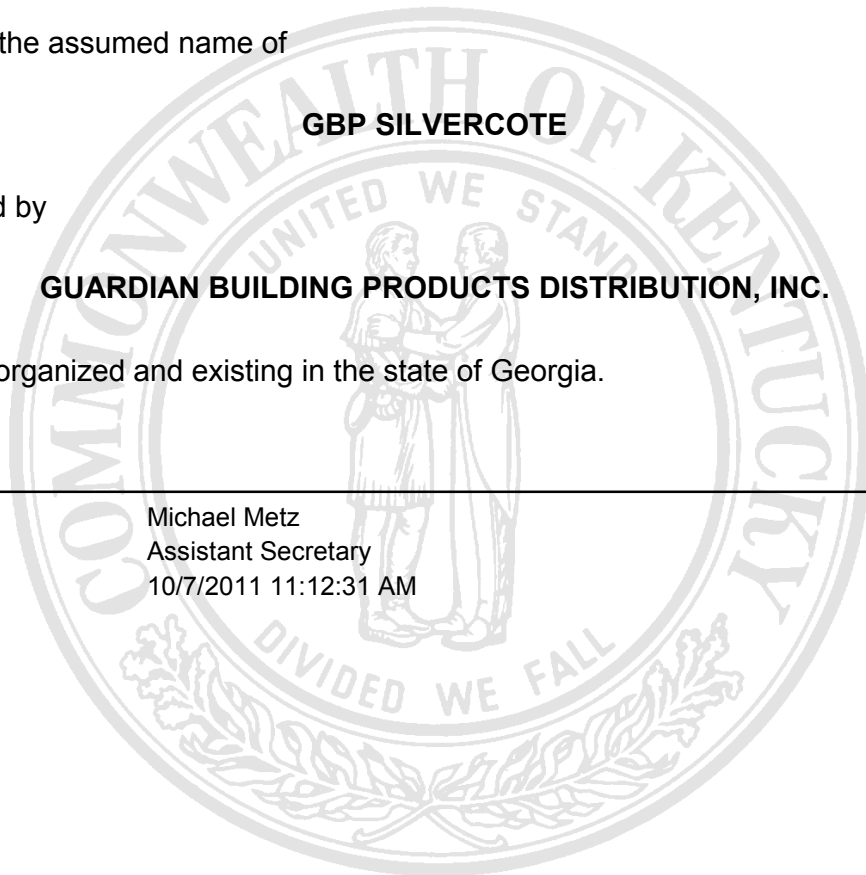 the assumed name of
GBP SILVERCOTE
d by
GUARDIAN BUILDING PRODUCTS DISTRIBUTION, INC.
organized and existing in the state of Georgia.
Michael Metz
Assistant Secretary
10/7/2011 11:12:31 AM
COMMONWEALTH OF KENTUCKY
UNITED WE STAND
DIVIDED WE FALL